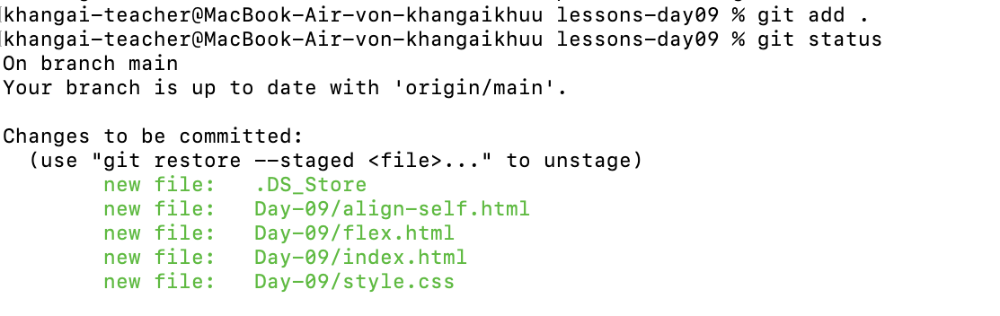 [khangai-teacher@MacBook-Air-von-khangaikhuu lessons-day09 % git add .
[khangai-teacher@MacBook-Air-von-khangaikhuu lessons-day09 % git status
On branch main
Your branch is up to date with 'origin/main'.
Changes to be committed:
  (use "git restore --staged <file>..." to unstage)
        new file:   .DS_Store
        new file:   Day-09/align-self.html
        new file:   Day-09/flex.html
        new file:   Day-09/index.html
        new file:   Day-09/style.css